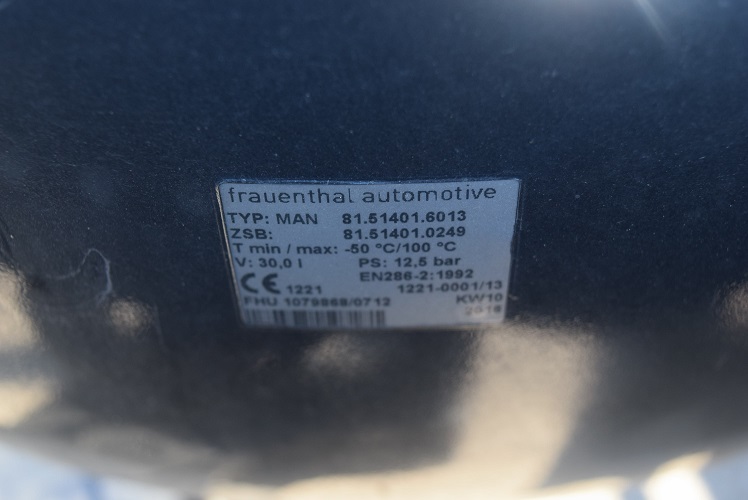 frauenthal automotive
TYP: MAN 81.51401.6013
ZSB: 81.51401.0249
T min / max: -50 °C/100 °C
V: 30,0 l PS: 12,5 bar
EN286-2:1992
CE 1221 1221-0001/13
FHU 1079868/0712 KW10